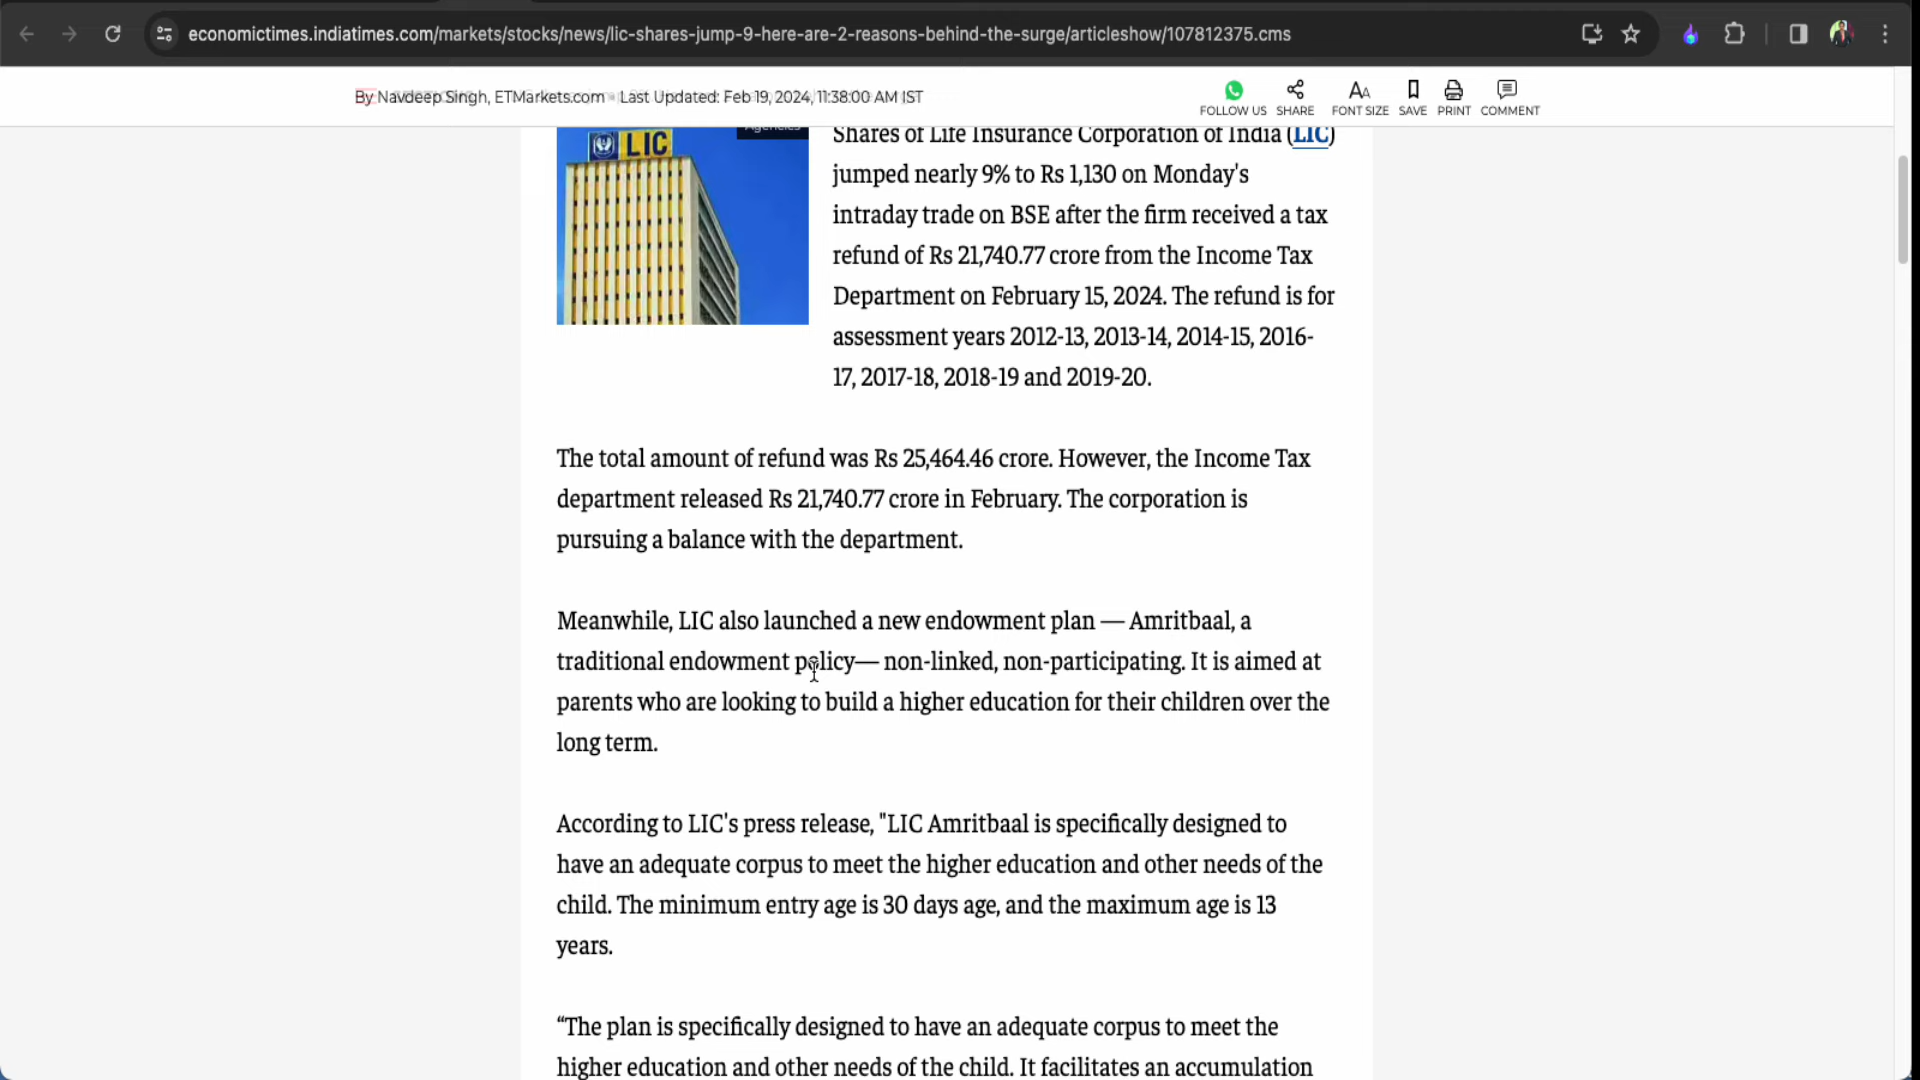 economictimes.indiatimes.com/markets/stocks/news/lic-shares-jump-9-here-are-2-reasons-behind-the-surge/articleshow/107812375.cms
By Navdeep Singh, ETMarkets.com - Last Updated: Feb 19, 2024, 11:38:00 AM IST
FOLLOW US SHARE FONT SIZE SAVE PRINT COMMENT
Agencies
LIC
Shares of Life Insurance Corporation of India (LIC)
jumped nearly 9% to Rs 1,130 on Monday's
intraday trade on BSE after the firm received a tax
refund of Rs 21,740.77 crore from the Income Tax
Department on February 15, 2024. The refund is for
assessment years 2012-13, 2013-14, 2014-15, 2016-
17, 2017-18, 2018-19 and 2019-20.
The total amount of refund was Rs 25,464.46 crore. However, the Income Tax
department released Rs 21,740.77 crore in February. The corporation is
pursuing a balance with the department.
Meanwhile, LIC also launched a new endowment plan — Amritbaal, a
traditional endowment policy— non-linked, non-participating. It is aimed at
parents who are looking to build a higher education for their children over the
long term.
According to LIC's press release, "LIC Amritbaal is specifically designed to
have an adequate corpus to meet the higher education and other needs of the
child. The minimum entry age is 30 days age, and the maximum age is 13
years.
“The plan is specifically designed to have an adequate corpus to meet the
higher education and other needs of the child. It facilitates an accumulation